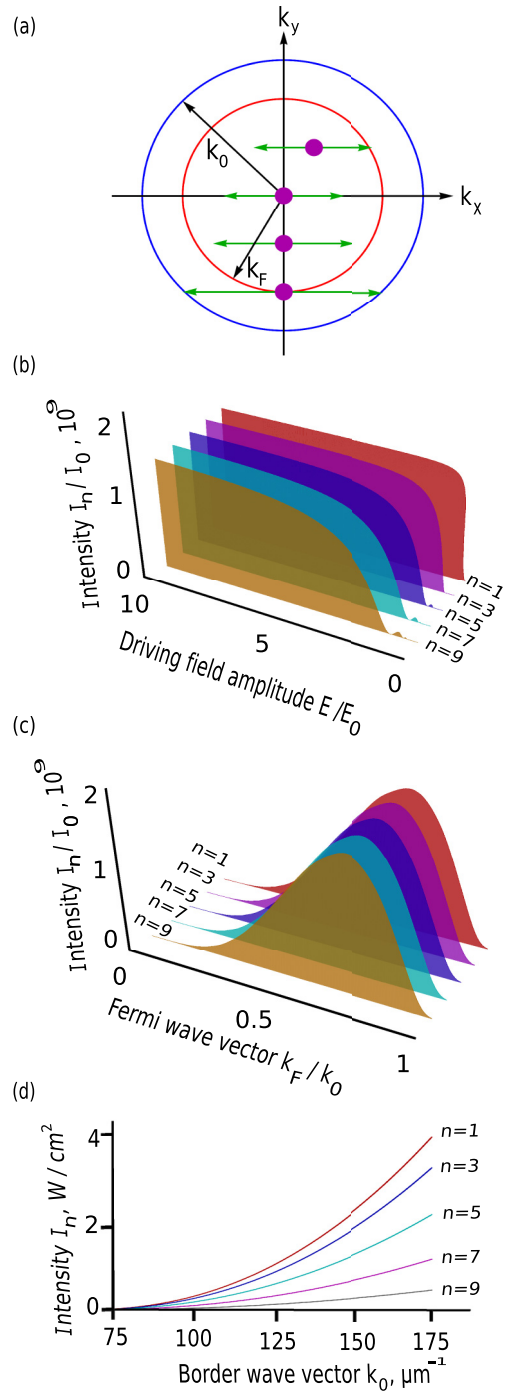 (a)
k_y
k_0
k_x
k_F
(b)
Intensity I_n / I_0 , 10^9
2
1
0
10
5
0
n=1
n=3
n=5
n=7
n=9
Driving field amplitude E /E_0
(c)
Intensity I_n / I_0 , 10^9
2
1
0
n=1
n=3
n=5
n=7
n=9
0
0.5
1
Fermi wave vector k_F / k_0
(d)
Intensity I_n, W / cm^2
4
2
0
n=1
n=3
n=5
n=7
n=9
75
100
125
150
175
Border wave vector k_0, μm^-1